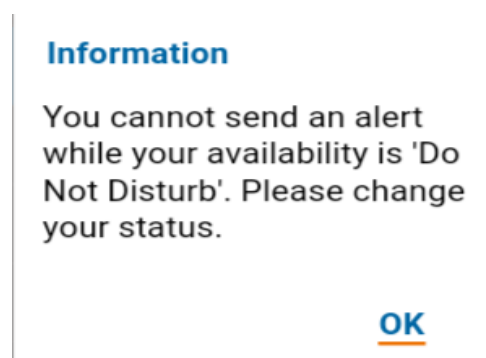 Information
You cannot send an alert
while your availability is 'Do
Not Disturb'. Please change
your status.
OK